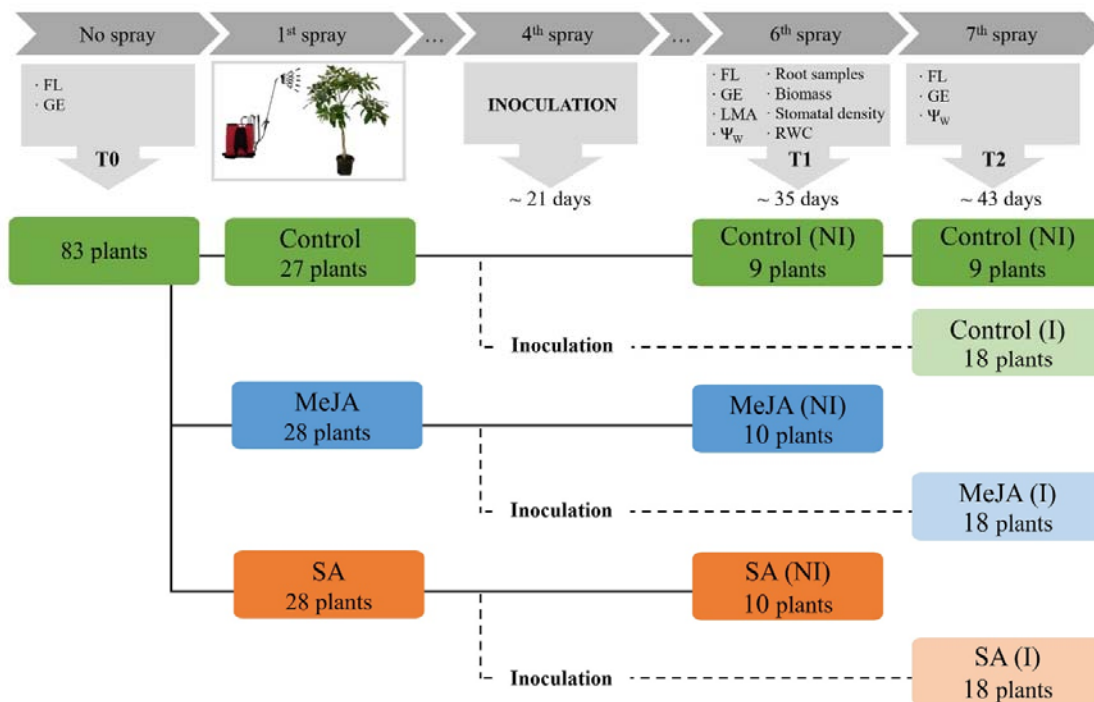 No spray
1st spray
...
4th spray
...
6th spray
7th spray
· FL
· GE
T0
INOCULATION
~ 21 days
· FL · Root samples
· GE · Biomass
· LMA · Stomatal density
· Ψw · RWC
T1
~ 35 days
· FL
· GE
· Ψw
T2
~ 43 days
83 plants
Control
27 plants
Control (NI)
9 plants
Control (NI)
9 plants
Inoculation
Control (I)
18 plants
MeJA
28 plants
MeJA (NI)
10 plants
Inoculation
MeJA (I)
18 plants
SA
28 plants
SA (NI)
10 plants
Inoculation
SA (I)
18 plants